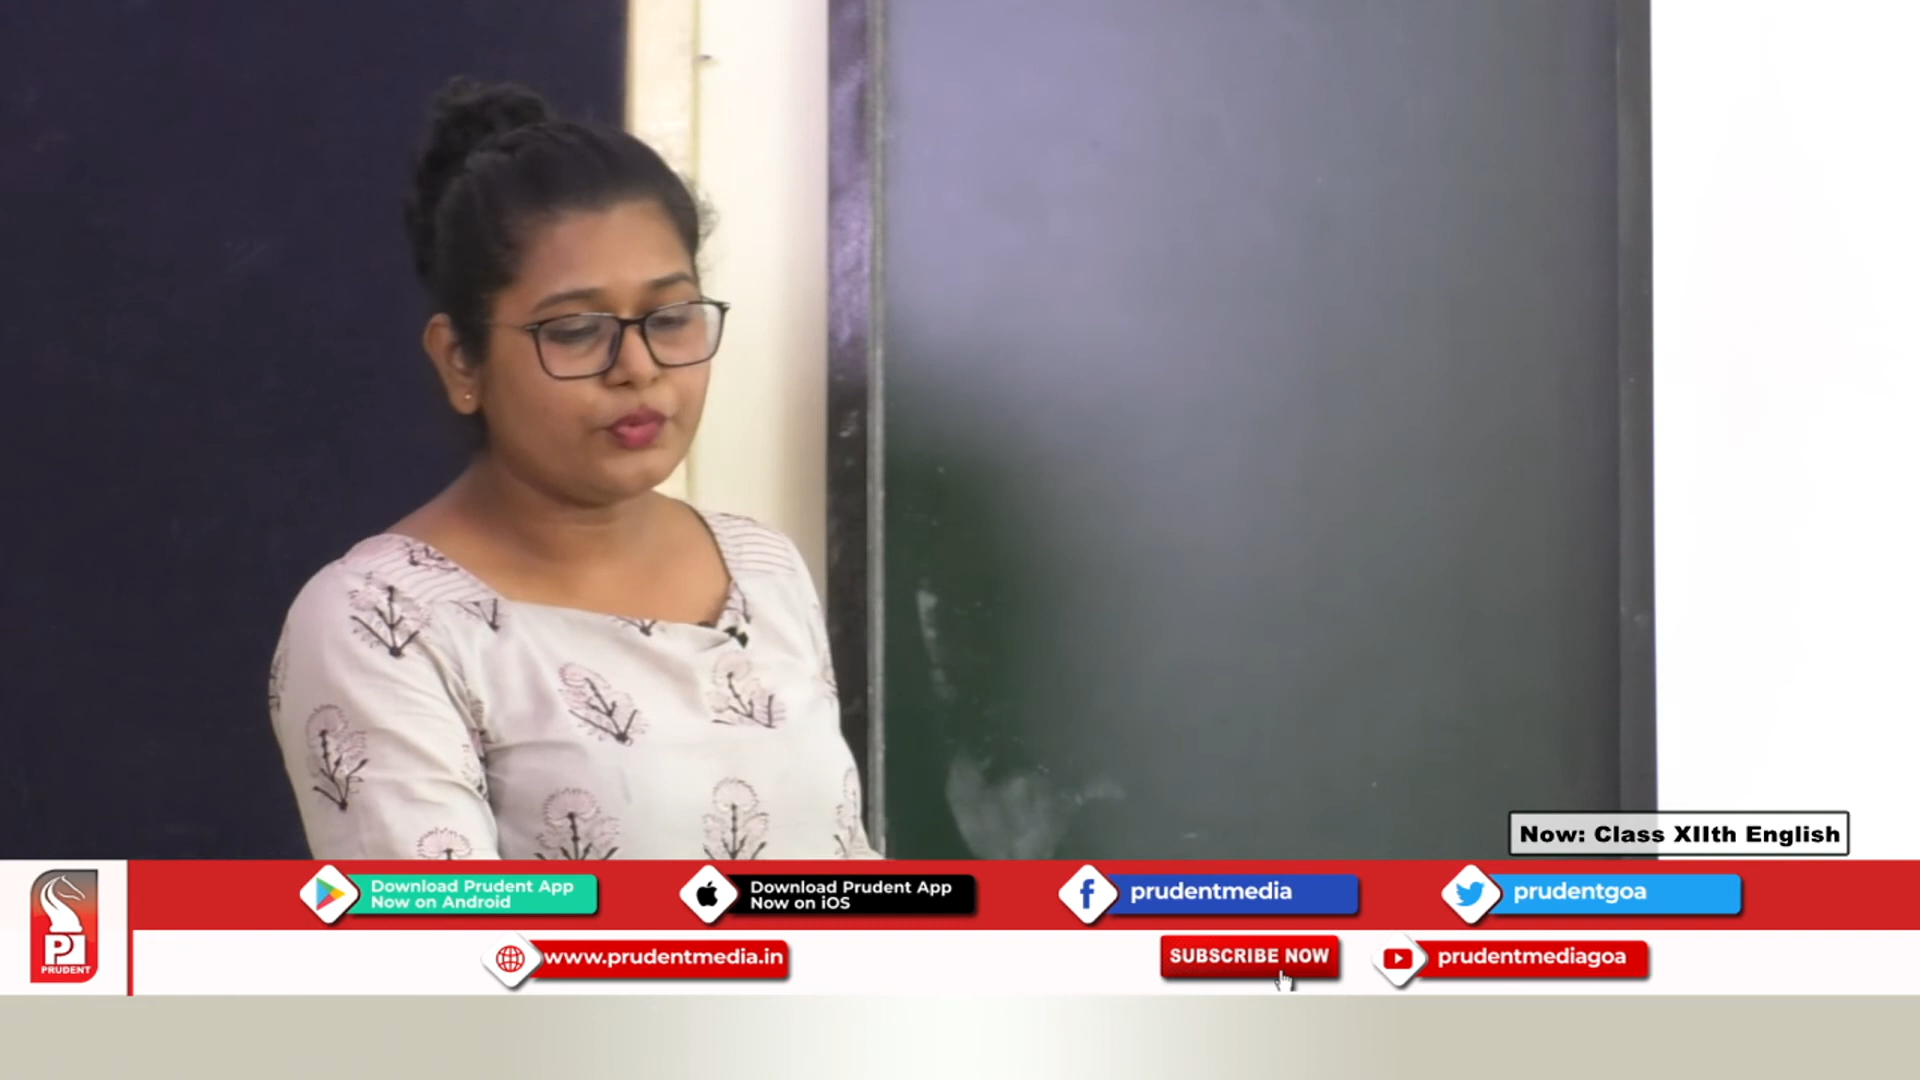 Now: Class XIIth English
Download Prudent App
Now on Android
Download Prudent App
Now on iOS
prudentmedia
prudentgoa
PRUDENT
www.prudentmedia.in
SUBSCRIBE NOW
prudentmediagoa